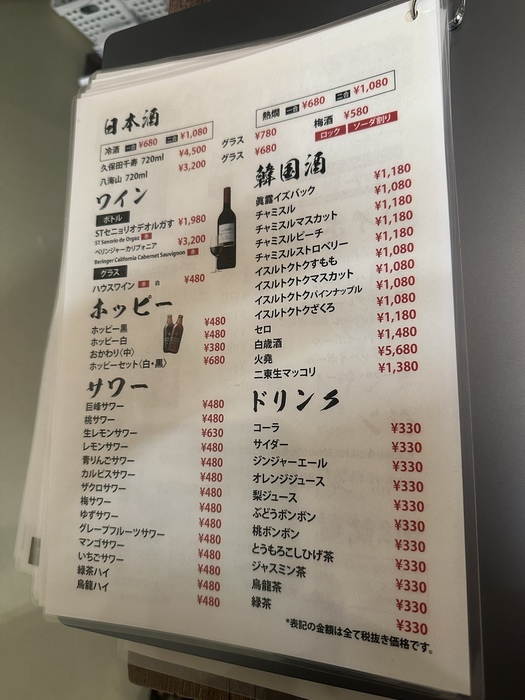 日本酒
冷酒 一合 ¥680 二合 ¥1,080
久保田千寿 720ml ¥4,500 グラス ¥780
八海山 720ml ¥3,200 グラス ¥680
熱燗 一合 ¥680 二合 ¥1,080
梅酒 ¥580
ロック ソーダ割り
ワイン
ボトル
STセニョリオデオルガす ¥1,980
ST Senorio de Orgaz 赤
ベリンジャーカリフォニア ¥3,200
Beringer California Cabernet Sauvignon 赤
グラス
ハウスワイン 赤 白 ¥480
ホッピー
ホッピー黒 ¥480
ホッピー白 ¥480
おかわり(中) ¥380
ホッピーセット(白・黒) ¥680
サワー
巨峰サワー ¥480
桃サワー ¥480
生レモンサワー ¥630
レモンサワー ¥480
青りんごサワー ¥480
カルピスサワー ¥480
ザクロサワー ¥480
梅サワー ¥480
ゆずサワー ¥480
グレープフルーツサワー ¥480
マンゴサワー ¥480
いちごサワー ¥480
緑茶ハイ ¥480
烏龍ハイ ¥480
韓国酒
眞露イズバック ¥1,180
チャミスル ¥1,080
チャミスルマスカット ¥1,180
チャミスルピーチ ¥1,180
チャミスルストロベリー ¥1,180
イスルトクトクすもも ¥1,080
イスルトクトクマスカット ¥1,080
イスルトクトクパインナップル ¥1,080
イスルトクトクざくろ ¥1,080
セロ ¥1,180
白歳酒 ¥1,480
火尭 ¥5,680
二東生マッコリ ¥1,380
ドリンク
コーラ ¥330
サイダー ¥330
ジンジャーエール ¥330
オレンジジュース ¥330
梨ジュース ¥330
ぶどうボンボン ¥330
桃ボンボン ¥330
とうもろこしひげ茶 ¥330
ジャスミン茶 ¥330
烏龍茶 ¥330
緑茶 ¥330
*表記の金額は全て税抜き価格です。